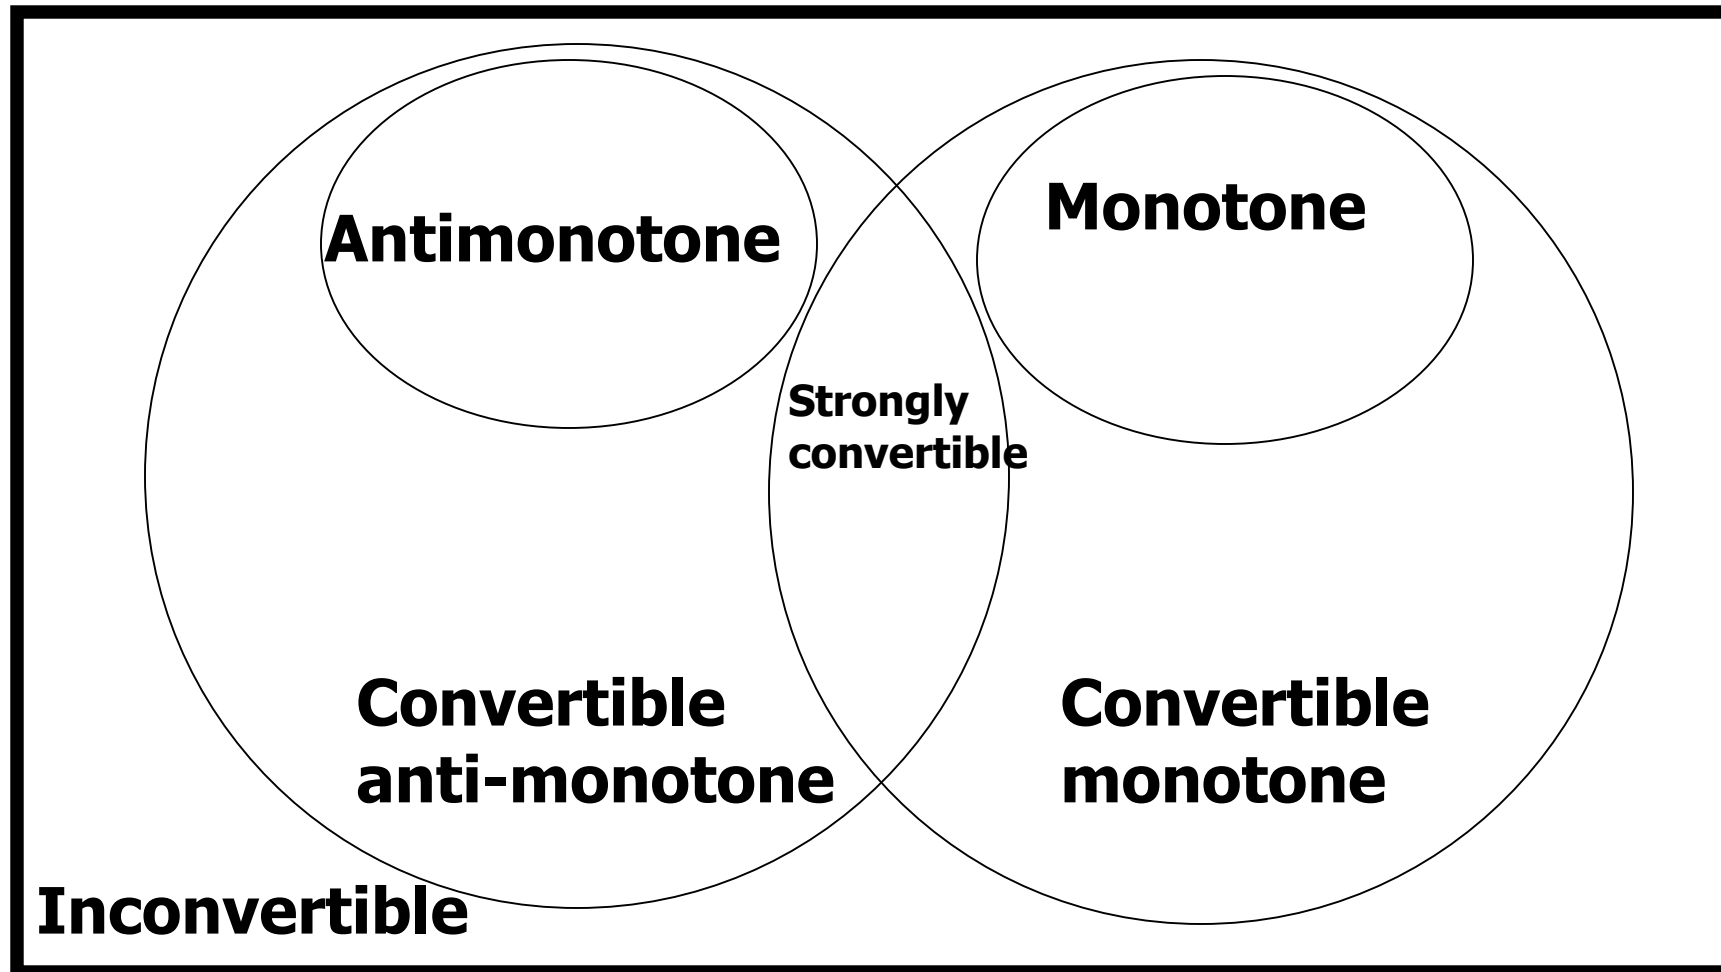 Antimonotone
Monotone
Strongly
convertible
Convertible
anti-monotone
Convertible
monotone
Inconvertible